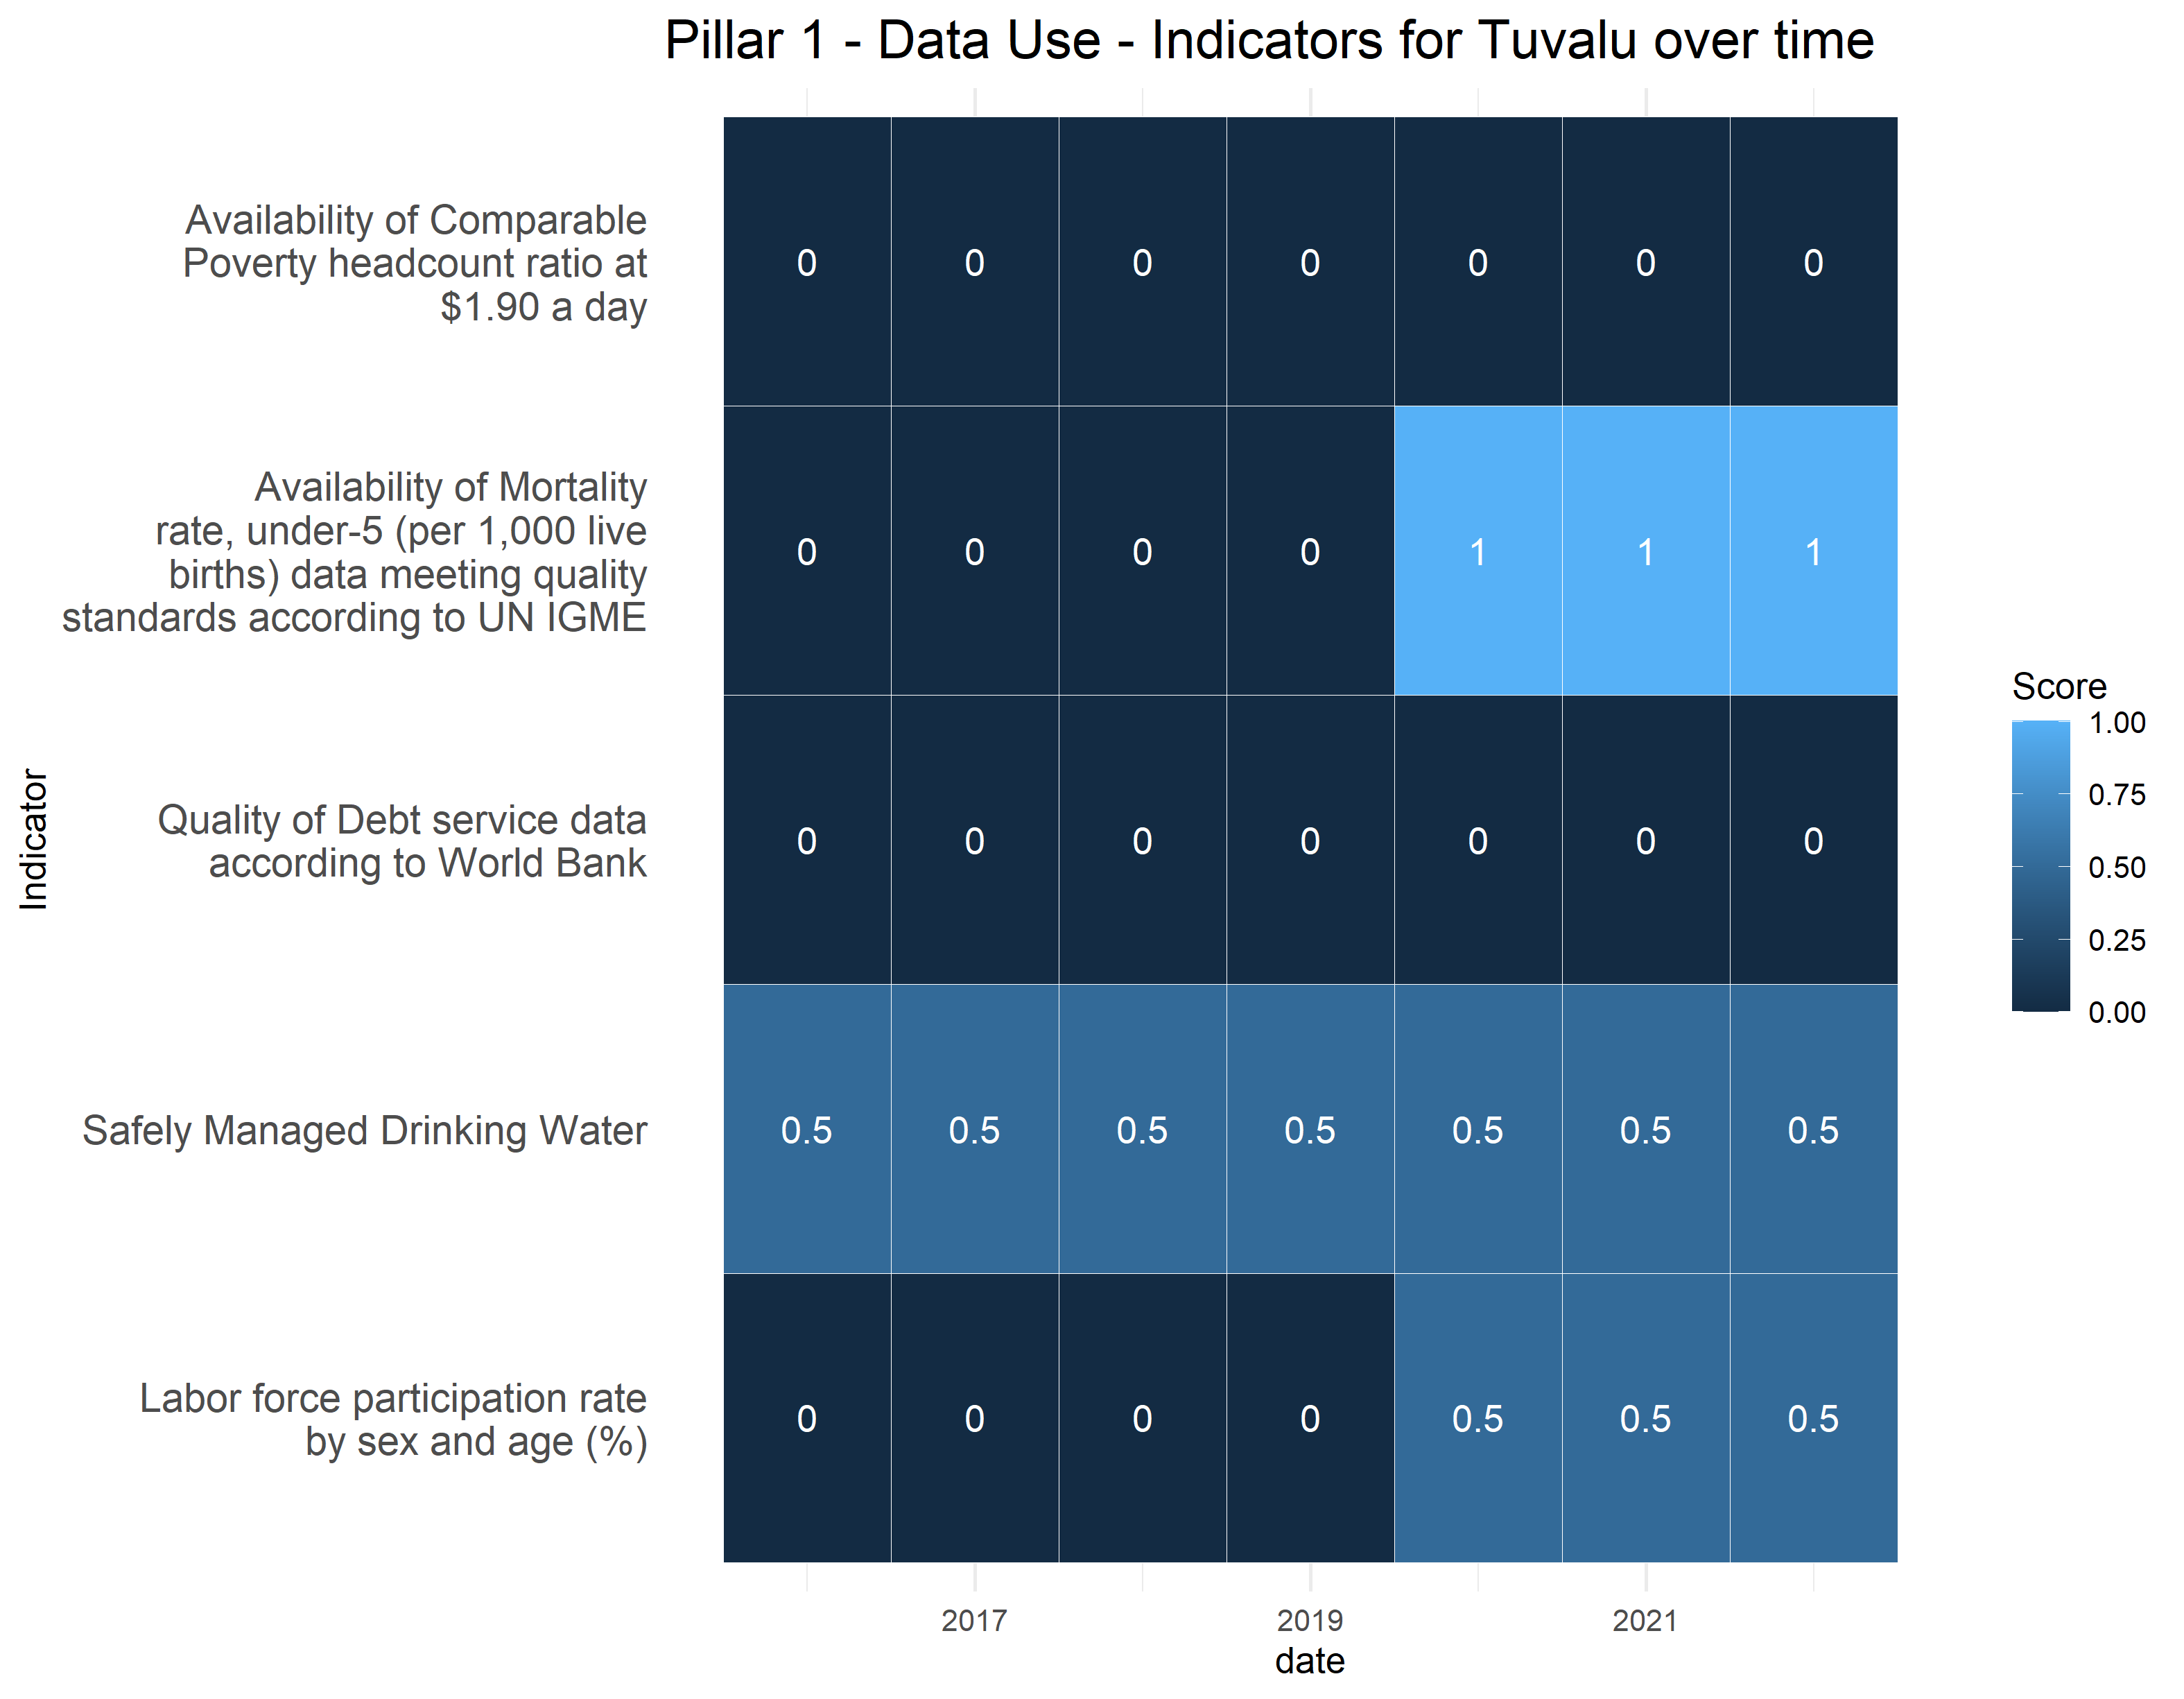 Pillar 1 - Data Use - Indicators for Tuvalu over time
Indicator
Availability of Comparable
Poverty headcount ratio at
$1.90 a day
0 0 0 0 0 0 0
Availability of Mortality
rate, under-5 (per 1,000 live
births) data meeting quality
standards according to UN IGME
0 0 0 0 1 1 1
Quality of Debt service data
according to World Bank
0 0 0 0 0 0 0
Safely Managed Drinking Water
0.5 0.5 0.5 0.5 0.5 0.5 0.5
Labor force participation rate
by sex and age (%)
0 0 0 0 0.5 0.5 0.5
2017 2019 2021
date
Score
1.00
0.75
0.50
0.25
0.00